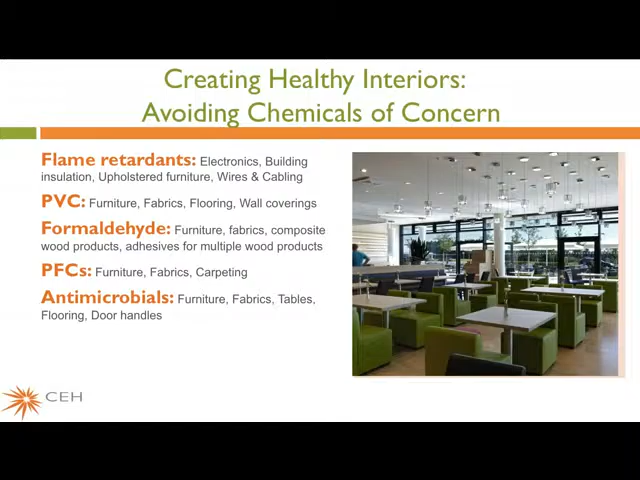 Creating Healthy Interiors:
Avoiding Chemicals of Concern
Flame retardants: Electronics, Building
insulation, Upholstered furniture, Wires & Cabling
PVC: Furniture, Fabrics, Flooring, Wall coverings
Formaldehyde: Furniture, fabrics, composite
wood products, adhesives for multiple wood products
PFCs: Furniture, Fabrics, Carpeting
Antimicrobials: Furniture, Fabrics, Tables,
Flooring, Door handles
CEH